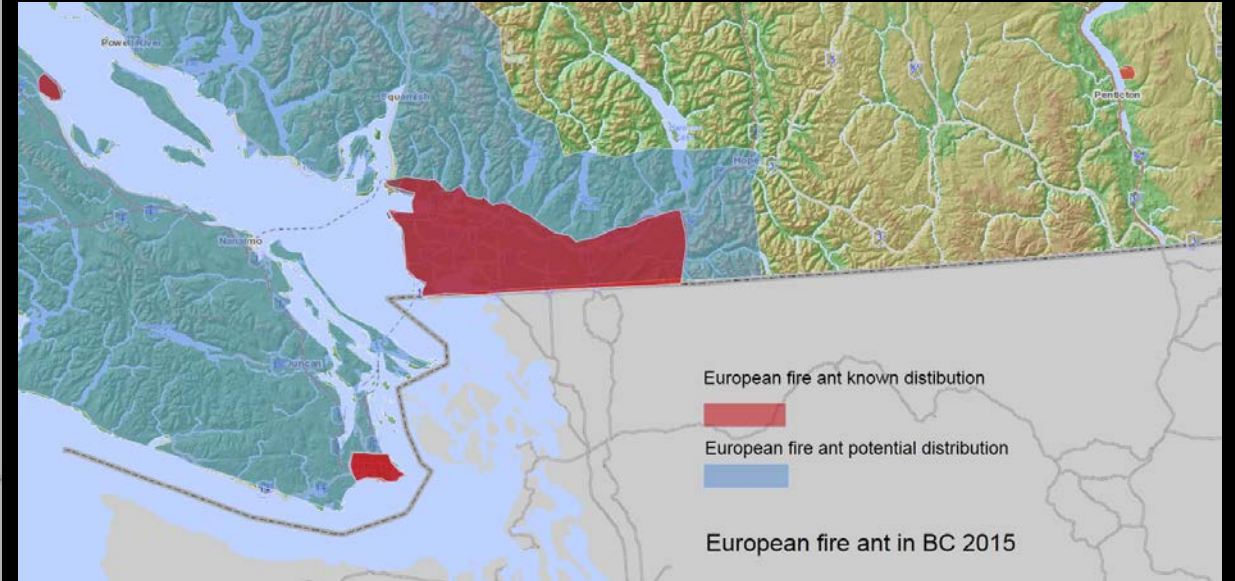 Powell River
Squamish
Penticton
Hope
Nanaimo
Duncan
European fire ant known distibution
European fire ant potential distribution
European fire ant in BC 2015